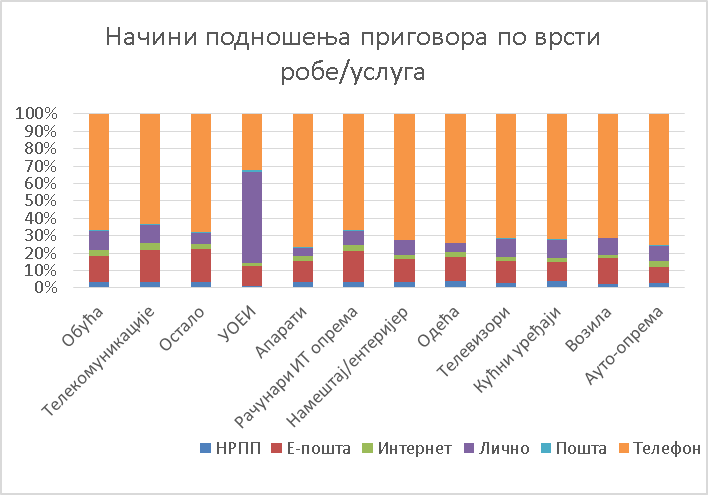 Начини подношења приговора по врсти
робе/услуга
100%
90%
80%
70%
60%
50%
40%
30%
20%
10%
0%
Обућа
Телекомуникације
Остало
УОЕИ
Апарати
Рачунари ИТ опрема
Намештај/ентеријер
Одећа
Телевизори
Кућни уређаји
Возила
Ауто-опрема
НРПП Е-пошта Интернет Лично Пошта Телефон